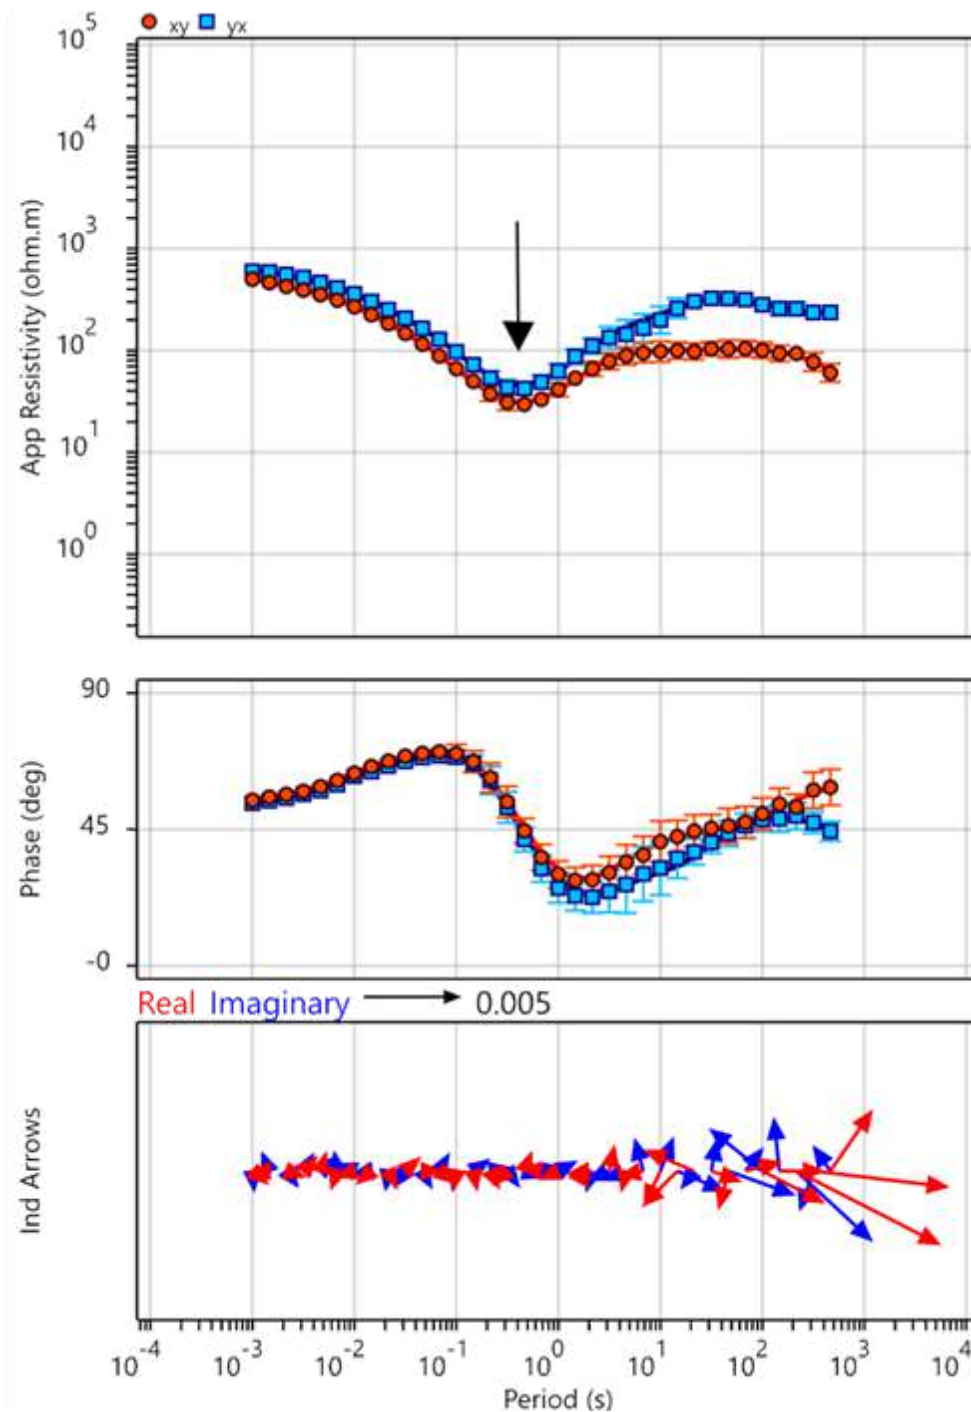 xy yx
10^5
10^4
10^3
10^2
10^1
10^0
App Resistivity (ohm.m)
90
45
-0
Phase (deg)
Real Imaginary 0.005
Ind Arrows
10^-4 10^-3 10^-2 10^-1 10^0 10^1 10^2 10^3 10^4
Period (s)